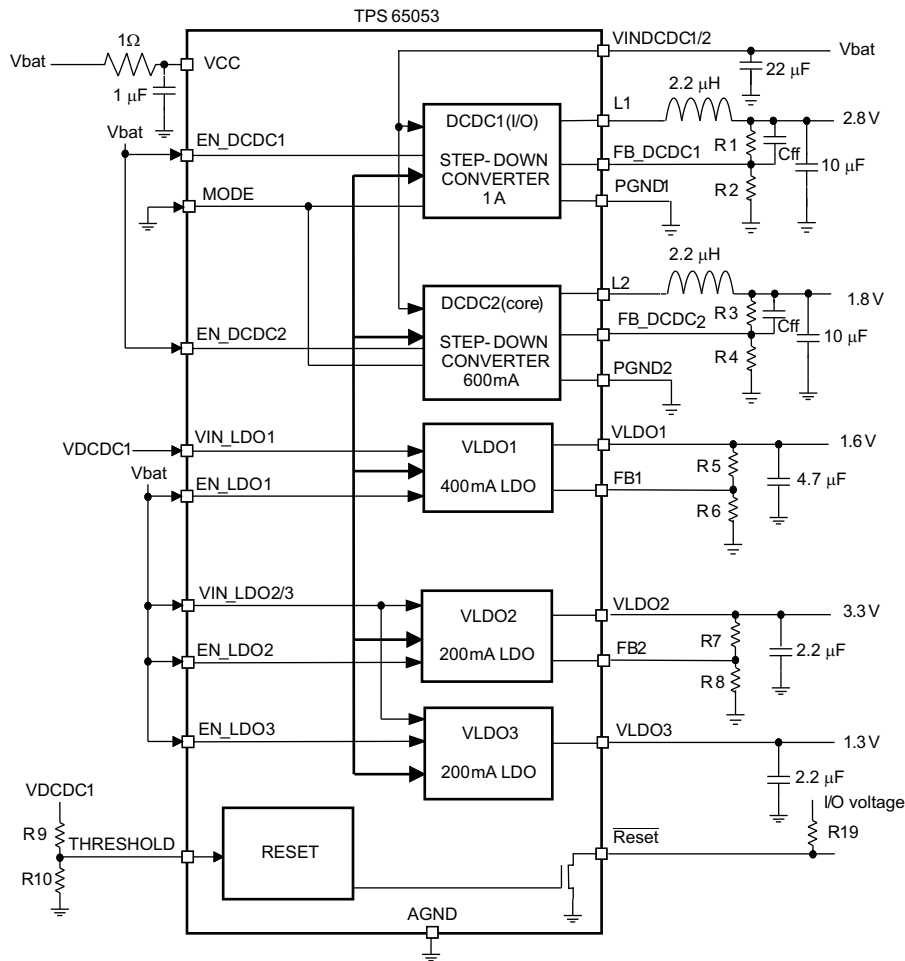 TPS 65053
1Ω
Vbat
VCC
1 μF
Vbat
EN_DCDC1
MODE
EN_DCDC2
VDCDC1
VIN_LDO1
Vbat
EN_LDO1
VIN_LDO2/3
EN_LDO2
EN_LDO3
VDCDC1
R9
THRESHOLD
R10
DCDC1(I/O)
STEP-DOWN
CONVERTER
1 A
DCDC2(core)
STEP-DOWN
CONVERTER
600mA
VLDO1
400mA LDO
VLDO2
200mA LDO
VLDO3
200mA LDO
RESET
AGND
VINDCDC1/2
Vbat
22 μF
2.2 μH
L1
2.8 V
R1
Cff
FB_DCDC1
10 μF
R2
PGND1
2.2 μH
L2
1.8 V
R3
Cff
FB_DCDC2
10 μF
R4
PGND2
VLDO1
1.6 V
R5
4.7 μF
FB1
R6
VLDO2
3.3 V
R7
2.2 μF
FB2
R8
VLDO3
1.3 V
2.2 μF
I/O voltage
R19
Reset